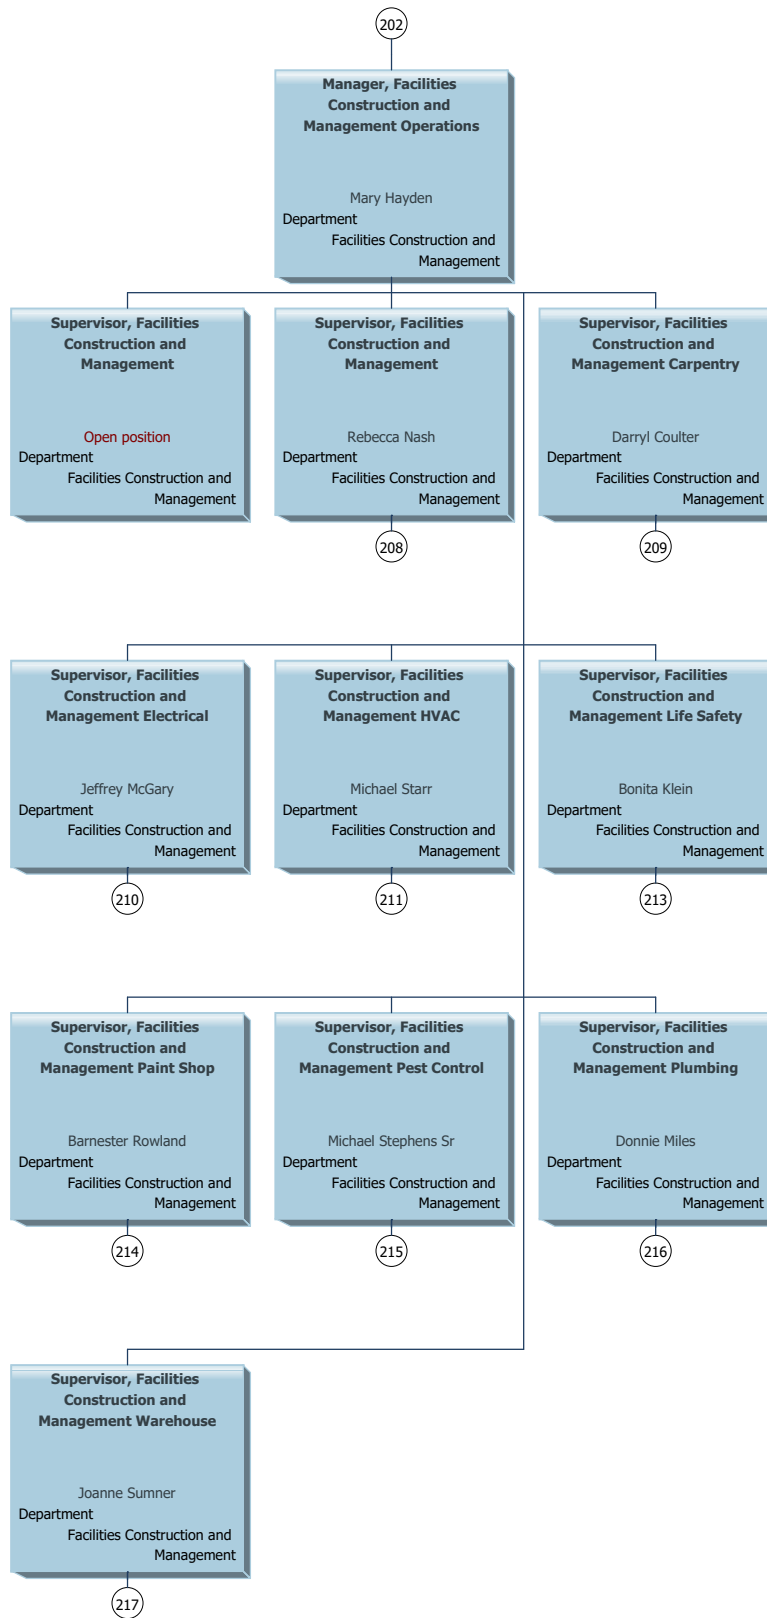 202
Manager, Facilities
Construction and
Management Operations
Mary Hayden
Department
Facilities Construction and
Management
Supervisor, Facilities
Construction and
Management
Open position
Department
Facilities Construction and
Management
Supervisor, Facilities
Construction and
Management
Rebecca Nash
Department
Facilities Construction and
Management
208
Supervisor, Facilities
Construction and
Management Carpentry
Darryl Coulter
Department
Facilities Construction and
Management
209
Supervisor, Facilities
Construction and
Management Electrical
Jeffrey McGary
Department
Facilities Construction and
Management
210
Supervisor, Facilities
Construction and
Management HVAC
Michael Starr
Department
Facilities Construction and
Management
211
Supervisor, Facilities
Construction and
Management Life Safety
Bonita Klein
Department
Facilities Construction and
Management
213
Supervisor, Facilities
Construction and
Management Paint Shop
Barnester Rowland
Department
Facilities Construction and
Management
214
Supervisor, Facilities
Construction and
Management Pest Control
Michael Stephens Sr
Department
Facilities Construction and
Management
215
Supervisor, Facilities
Construction and
Management Plumbing
Donnie Miles
Department
Facilities Construction and
Management
216
Supervisor, Facilities
Construction and
Management Warehouse
Joanne Sumner
Department
Facilities Construction and
Management
217